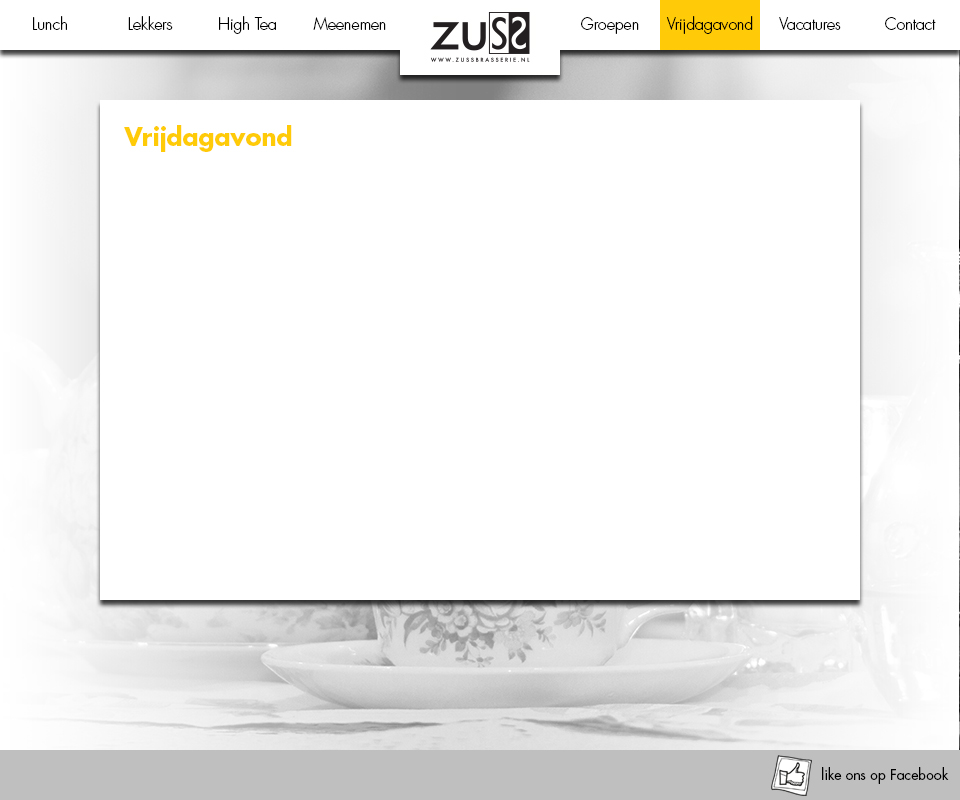 Lunch Lekkers High Tea Meenemen ZUSS Groepen Vrijdagavond Vacatures Contact
WWW.ZUSSBRASSERIE.NL
Vrijdagavond
like ons op Facebook